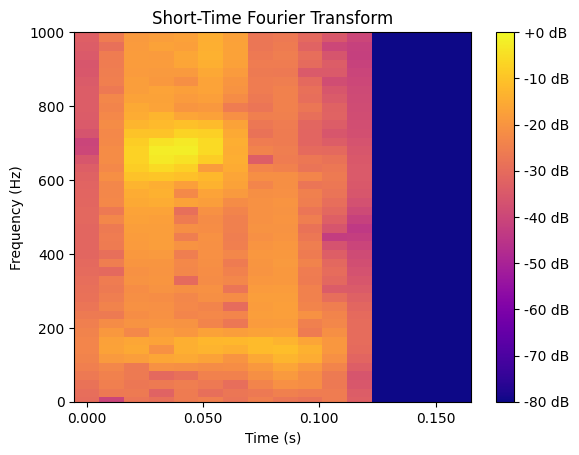 Short-Time Fourier Transform
1000
800
600
400
200
0
Frequency (Hz)
0.000
0.050
0.100
0.150
Time (s)
+0 dB
-10 dB
-20 dB
-30 dB
-40 dB
-50 dB
-60 dB
-70 dB
-80 dB